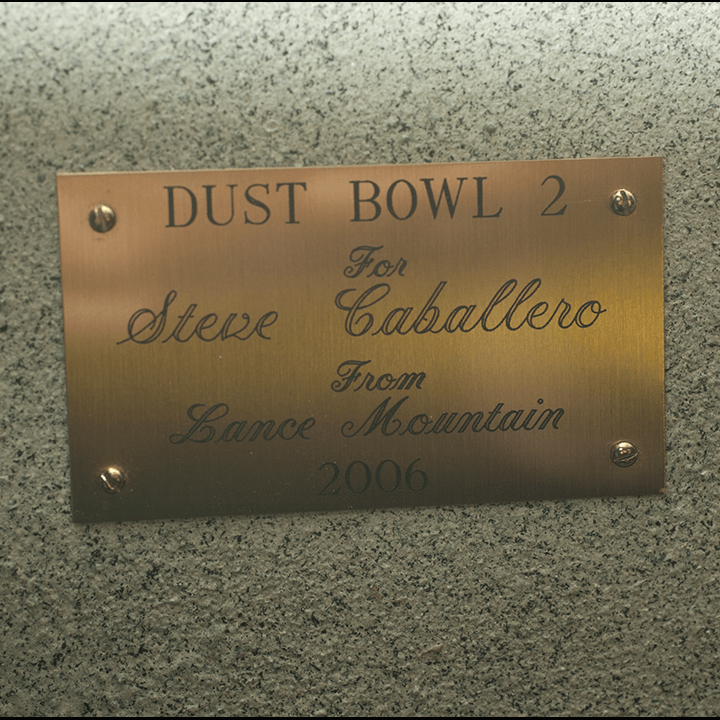 DUST BOWL 2
For
Steve Caballero
From
Lance Mountain
2006